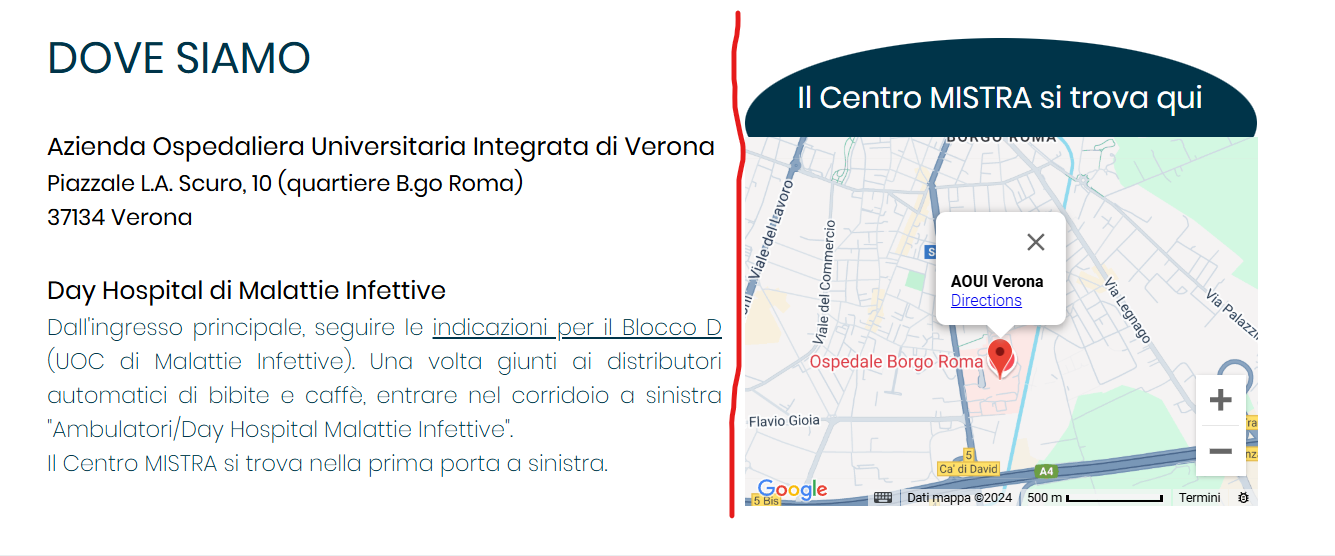 DOVE SIAMO
Azienda Ospedaliera Universitaria Integrata di Verona
Piazzale L.A. Scuro, 10 (quartiere B.go Roma)
37134 Verona
Day Hospital di Malattie Infettive
Dall'ingresso principale, seguire le indicazioni per il Blocco D
(UOC di Malattie Infettive). Una volta giunti ai distributori
automatici di bibite e caffè, entrare nel corridoio a sinistra
"Ambulatori/Day Hospital Malattie Infettive".
Il Centro MISTRA si trova nella prima porta a sinistra.
Il Centro MISTRA si trova qui
BORGO ROMA
Viale del Lavoro
Viale del Commercio
S
AOUI Verona
Directions
Via Legnago
Via Palazzi
Ospedale Borgo Roma
Flavio Gioia
5
Ca' di David
A4
+
−
Google
5 Bis
Dati mappa ©2024
500 m
Termini